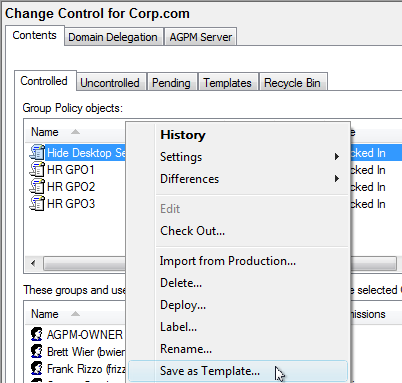 Change Control for Corp.com
Contents Domain Delegation AGPM Server
Controlled Uncontrolled Pending Templates Recycle Bin
Group Policy objects:
Name
Hide Desktop Se cked In
HR GPO1 cked In
HR GPO2 cked In
HR GPO3 cked In
History
Settings
Differences
Edit
Check Out...
Import from Production...
Delete...
Deploy...
Label...
Rename...
Save as Template...
These groups and use selected G
Name issions
AGPM-OWNER
Brett Wier (bwier
Frank Rizzo (frizz